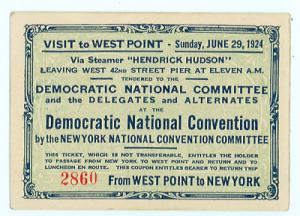 VISIT to WEST POINT - Sunday, JUNE 29, 1924
Via Steamer "HENDRICK HUDSON"
LEAVING WEST 42ND STREET PIER AT ELEVEN A.M.
TENDERED TO THE
DEMOCRATIC NATIONAL COMMITTEE
and the DELEGATES and ALTERNATES
AT THE
Democratic National Convention
by the NEW YORK NATIONAL CONVENTION COMMITTEE
THIS TICKET, WHICH IS NOT TRANSFERABLE, ENTITLES THE HOLDER
TO PASSAGE FROM NEW YORK TO WEST POINT AND RETURN AND TO
LUNCHEON EN ROUTE. THIS COUPON ENTITLES BEARER TO RETURN TRIP
2860 From WEST POINT to NEW YORK